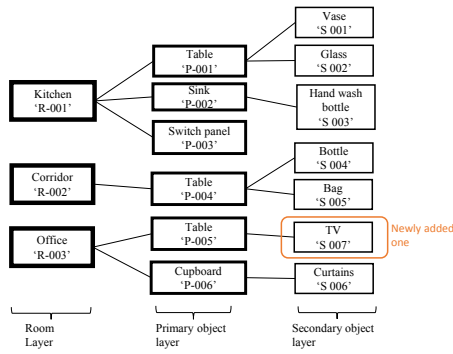 Vase
'S 001'
Table
'P-001'
Glass
'S 002'
Kitchen
'R-001'
Sink
'P-002'
Hand wash
bottle
'S 003'
Switch panel
'P-003'
Bottle
'S 004'
Corridor
'R-002'
Table
'P-004'
Bag
'S 005'
Office
'R-003'
Table
'P-005'
TV
'S 007'
Newly added
one
Cupboard
'P-006'
Curtains
'S 006'
Room
Layer
Primary object
layer
Secondary object
layer